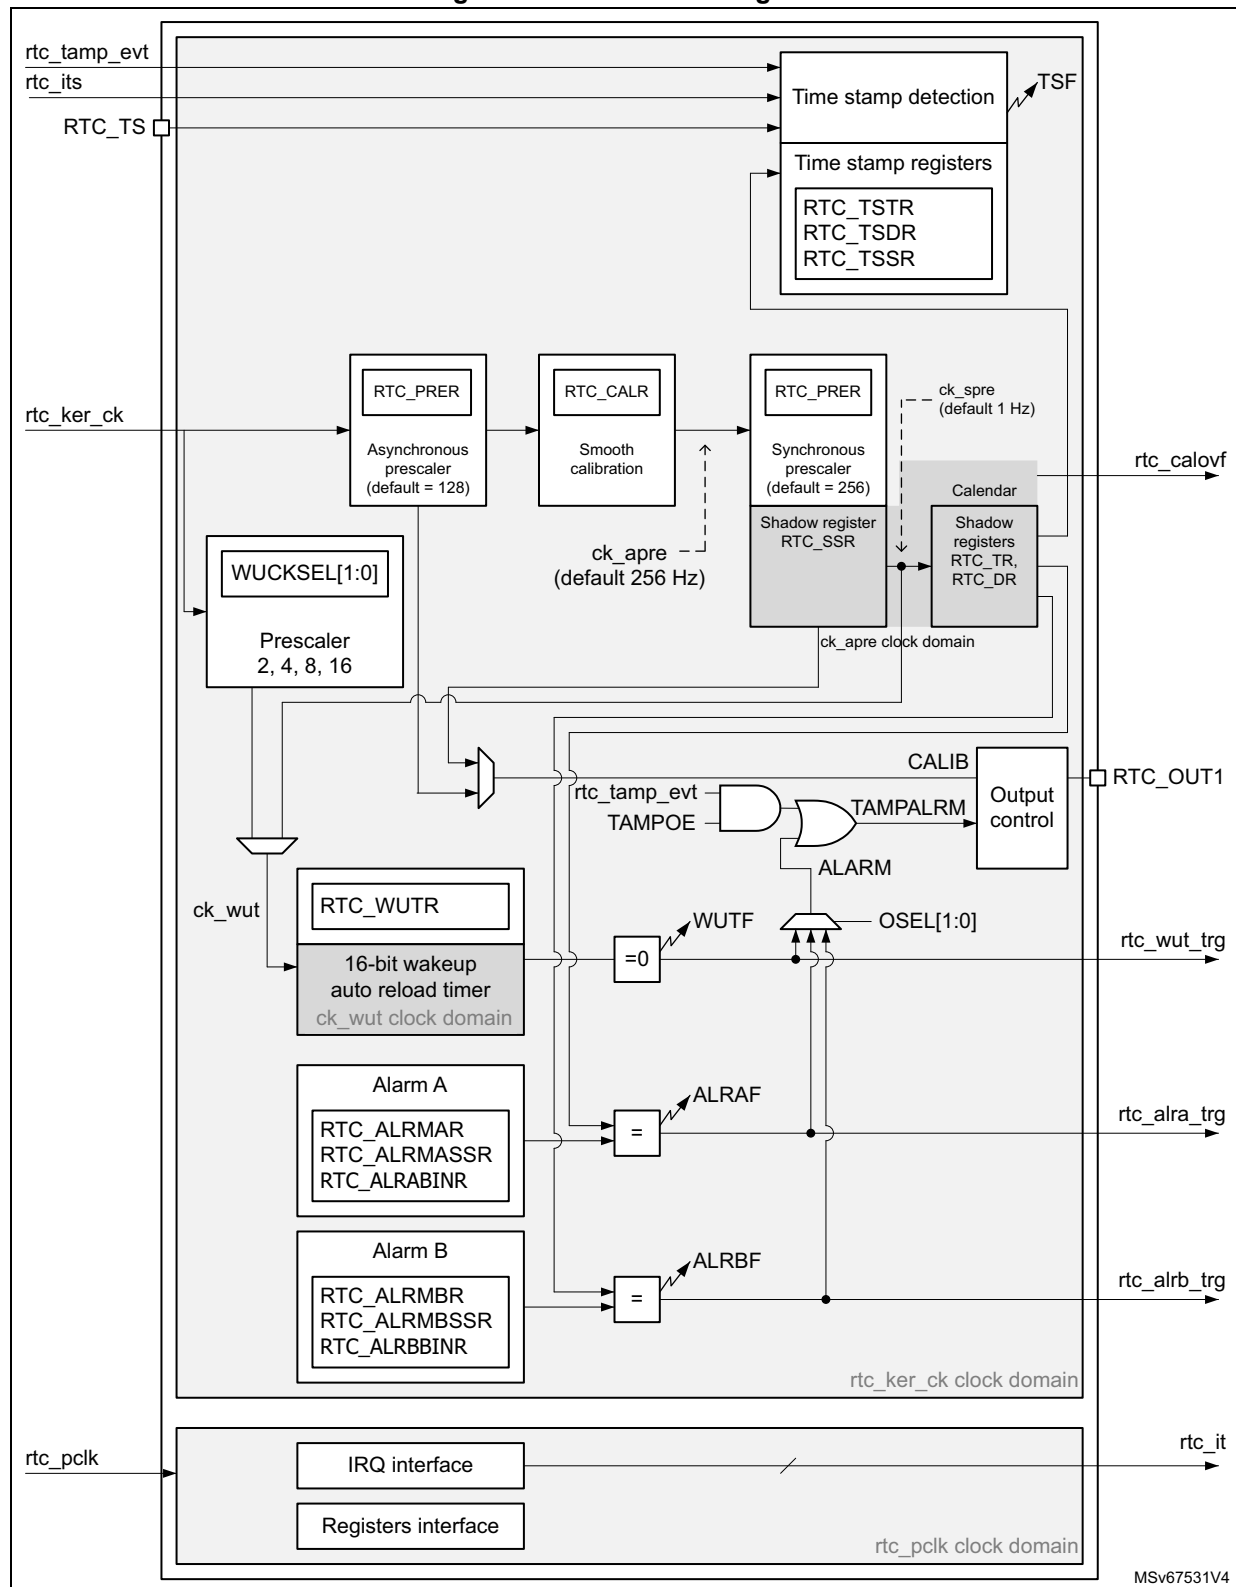 rtc_tamp_evt
rtc_its
RTC_TS
Time stamp detection
TSF
Time stamp registers
RTC_TSTR
RTC_TSDR
RTC_TSSR
rtc_ker_ck
RTC_PRER
Asynchronous
prescaler
(default = 128)
RTC_CALR
Smooth
calibration
RTC_PRER
Synchronous
prescaler
(default = 256)
ck_spre
(default 1 Hz)
rtc_calovf
Calendar
Shadow register
RTC_SSR
Shadow
registers
RTC_TR,
RTC_DR
ck_apre
(default 256 Hz)
WUCKSEL[1:0]
Prescaler
2, 4, 8, 16
ck_apre clock domain
CALIB
RTC_OUT1
rtc_tamp_evt
TAMPOE
TAMPALRM
Output
control
ALARM
ck_wut
RTC_WUTR
16-bit wakeup
auto reload timer
ck_wut clock domain
=0
WUTF
OSEL[1:0]
rtc_wut_trg
Alarm A
RTC_ALRMAR
RTC_ALRMASSR
RTC_ALRABINR
=
ALRAF
rtc_alra_trg
Alarm B
RTC_ALRMBR
RTC_ALRMBSSR
RTC_ALRBBINR
=
ALRBF
rtc_alrb_trg
rtc_ker_ck clock domain
rtc_pclk
IRQ interface
rtc_it
Registers interface
rtc_pclk clock domain
MSv67531V4